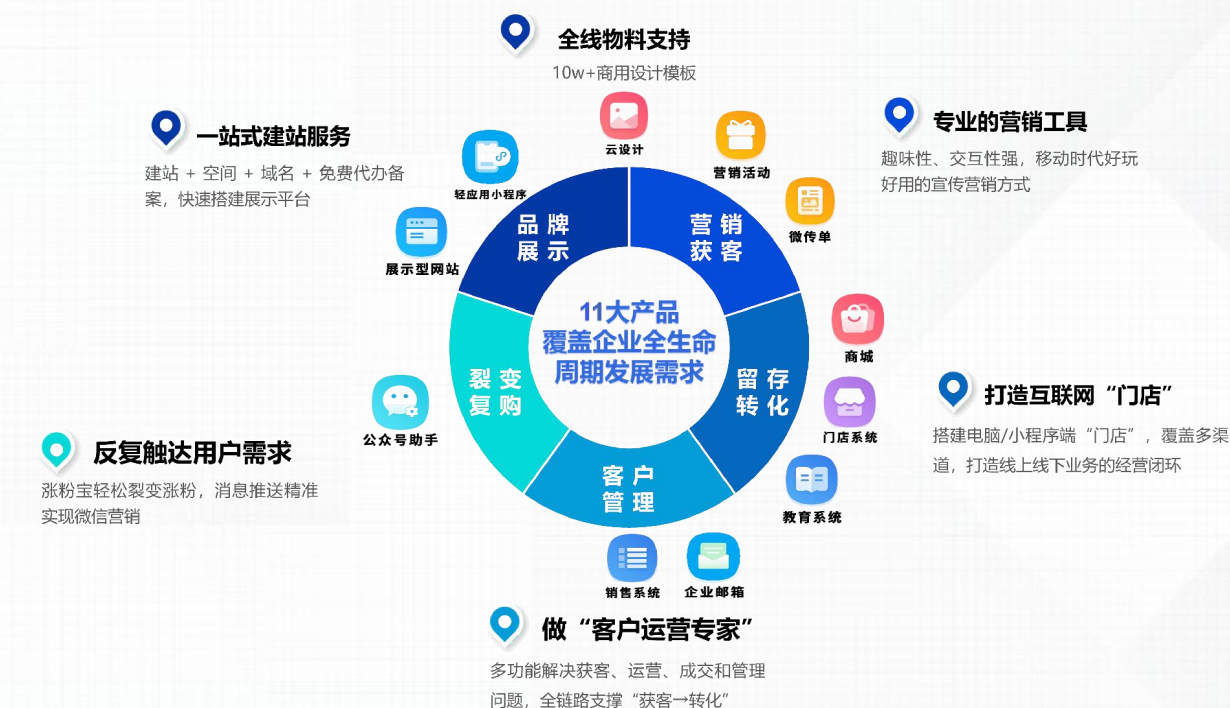 全线物料支持
10w+商用设计模板
一站式建站服务
建站 + 空间 + 域名 + 免费代办备
案，快速搭建展示平台
专业的营销工具
趣味性、交互性强，移动时代好玩
好用的宣传营销方式
云设计
营销活动
微传单
轻应用小程序
展示型网站
品牌
展示
营销
获客
11大产品
覆盖企业全生命
周期发展需求
商城
门店系统
教育系统
留存
转化
打造互联网“门店”
搭建电脑/小程序端“门店”，覆盖多渠
道，打造线上线下业务的经营闭环
裂变
复购
公众号助手
反复触达用户需求
涨粉宝轻松裂变涨粉，消息推送精准
实现微信营销
客户
管理
销售系统
企业邮箱
做“客户运营专家”
多功能解决获客、运营、成交和管理
问题，全链路支撑“获客→转化”